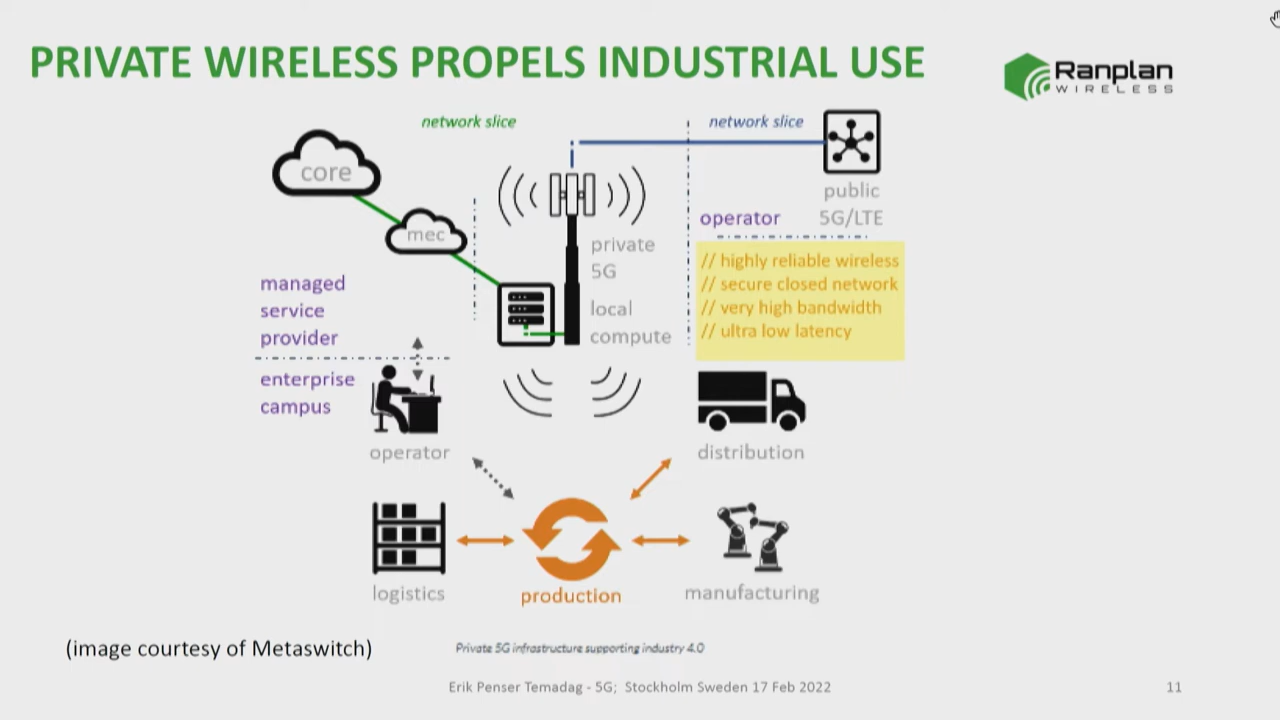 PRIVATE WIRELESS PROPELS INDUSTRIAL USE
Ranplan
WIRELESS
network slice
network slice
core
mec
public
5G/LTE
operator
private
5G
local
compute
// highly reliable wireless
// secure closed network
// very high bandwidth
// ultra low latency
managed
service
provider
enterprise
campus
operator
distribution
logistics
production
manufacturing
(image courtesy of Metaswitch)
Private 5G infrastructure supporting industry 4.0
Erik Penser Temadag - 5G; Stockholm Sweden 17 Feb 2022
11